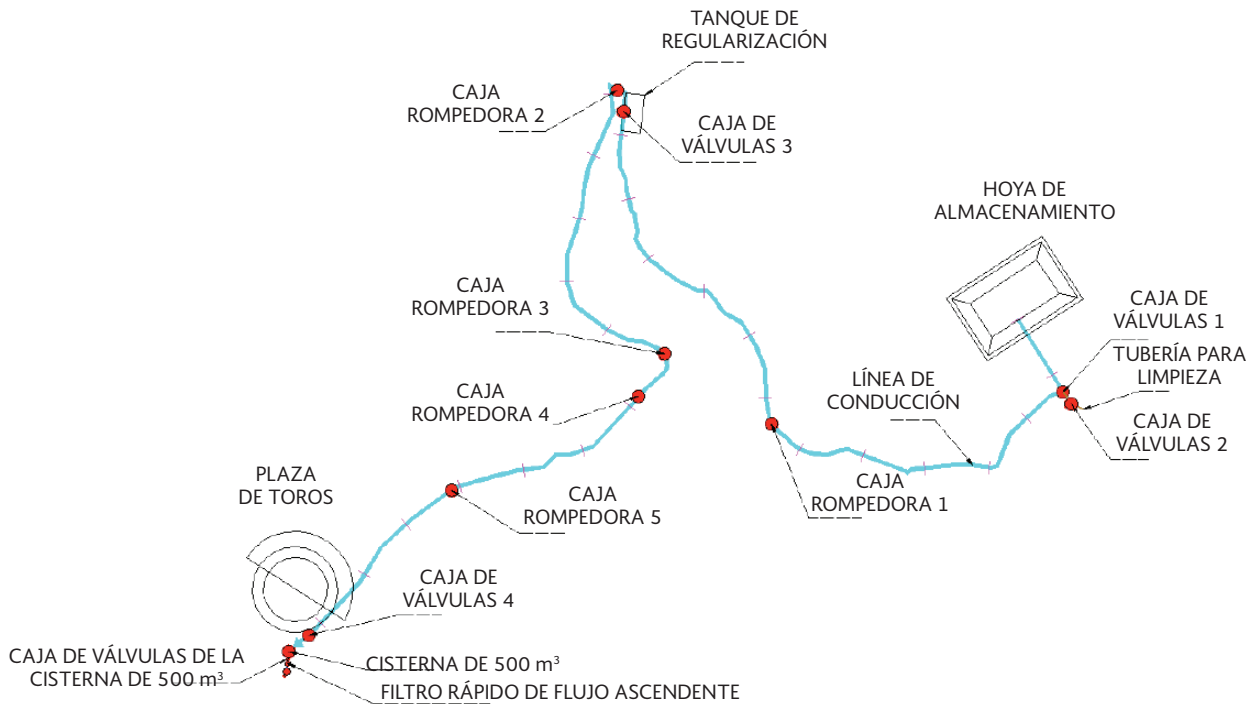 TANQUE DE
REGULARIZACIÓN
CAJA
ROMPEDORA 2
CAJA DE
VÁLVULAS 3
HOYA DE
ALMACENAMIENTO
CAJA
ROMPEDORA 3
CAJA DE
VÁLVULAS 1
TUBERÍA PARA
LIMPIEZA
LÍNEA DE
CONDUCCIÓN
CAJA
ROMPEDORA 4
CAJA DE
VÁLVULAS 2
PLAZA
DE TOROS
CAJA
ROMPEDORA 1
CAJA
ROMPEDORA 5
CAJA DE
VÁLVULAS 4
CAJA DE VÁLVULAS DE LA
CISTERNA DE 500 m³
CISTERNA DE 500 m³
FILTRO RÁPIDO DE FLUJO ASCENDENTE